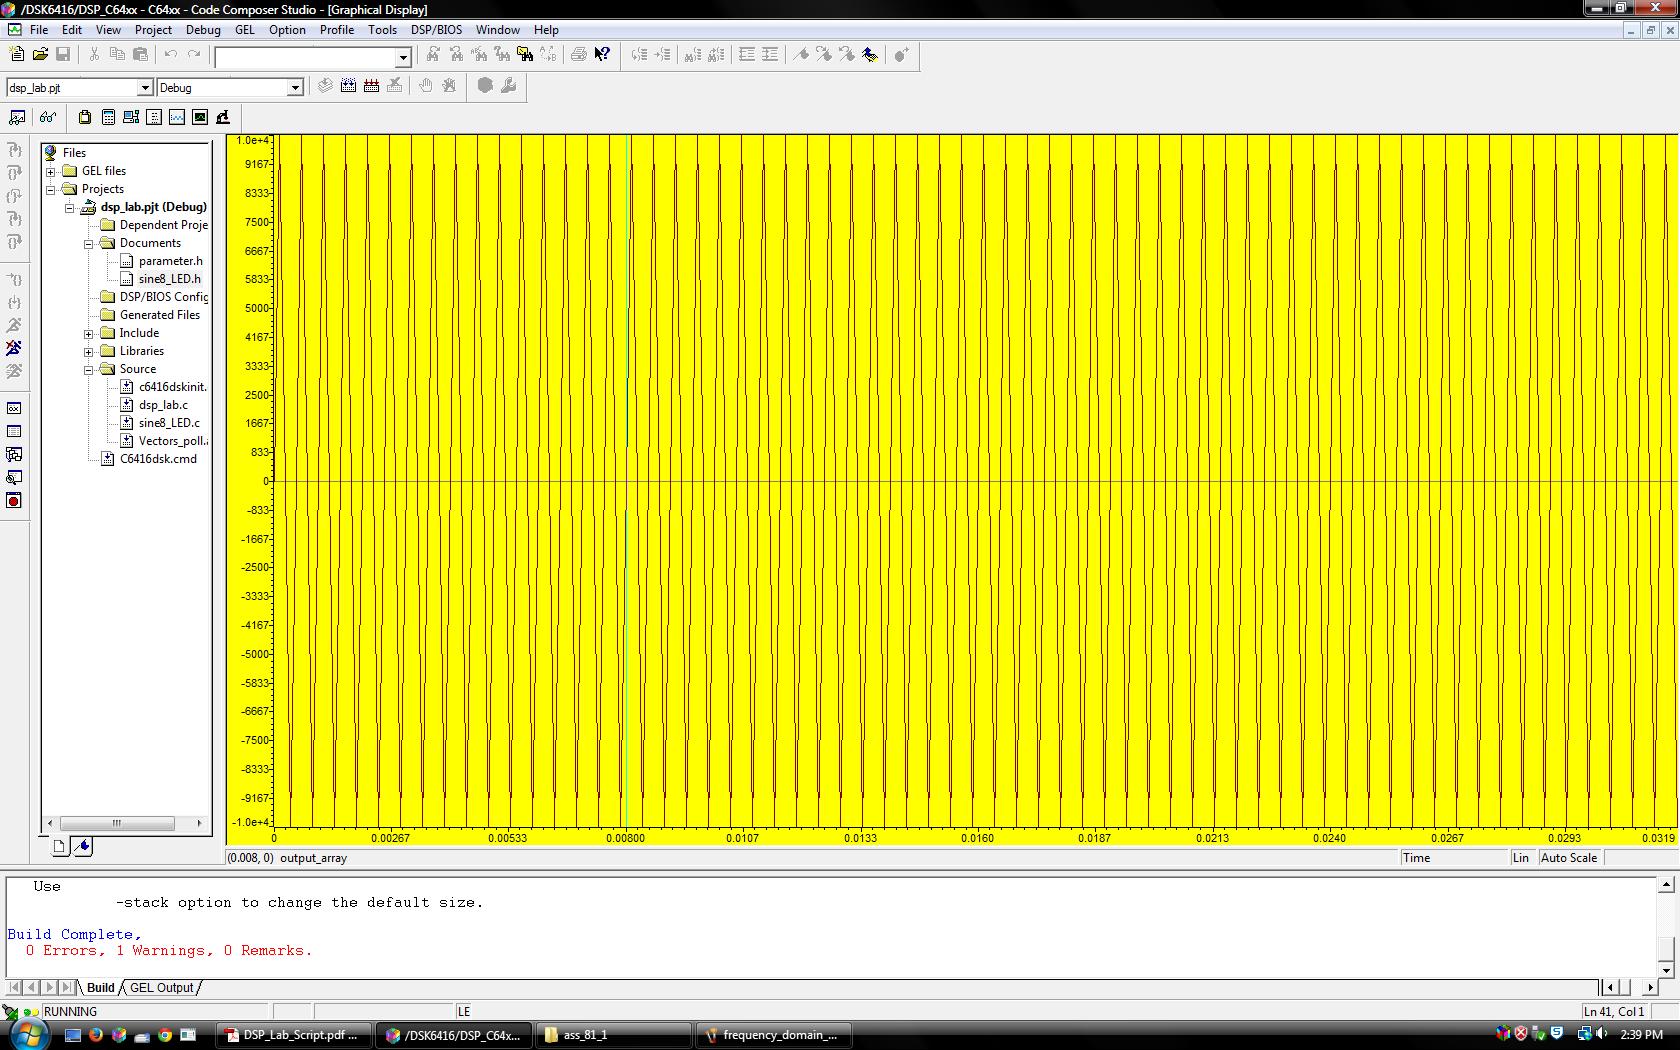 /DSK6416/DSP_C64xx - C64xx - Code Composer Studio - [Graphical Display]
File Edit View Project Debug GEL Option Profile Tools DSP/BIOS Window Help
dsp_lab.pjt Debug
Files
GEL files
Projects
dsp_lab.pjt (Debug)
Dependent Proje
Documents
parameter.h
sine8_LED.h
DSP/BIOS Config
Generated Files
Include
Libraries
Source
c6416dskinit.
dsp_lab.c
sine8_LED.c
Vectors_poll.a
C6416dsk.cmd
1.0e+4
9167
8333
7500
6667
5833
5000
4167
3333
2500
1667
833
0
-833
-1667
-2500
-3333
-4167
-5000
-5833
-6667
-7500
-8333
-9167
-1.0e+4
0 0.00267 0.00533 0.00800 0.0107 0.0133 0.0160 0.0187 0.0213 0.0240 0.0267 0.0293 0.0319
(0.008, 0) output_array Time Lin Auto Scale
Use
-stack option to change the default size.
Build Complete,
0 Errors, 1 Warnings, 0 Remarks.
Build GEL Output
RUNNING LE Ln 41, Col 1
DSP_Lab_Script.pdf ... /DSK6416/DSP_C64x... ass_81_1 frequency_domain_... 2:39 PM